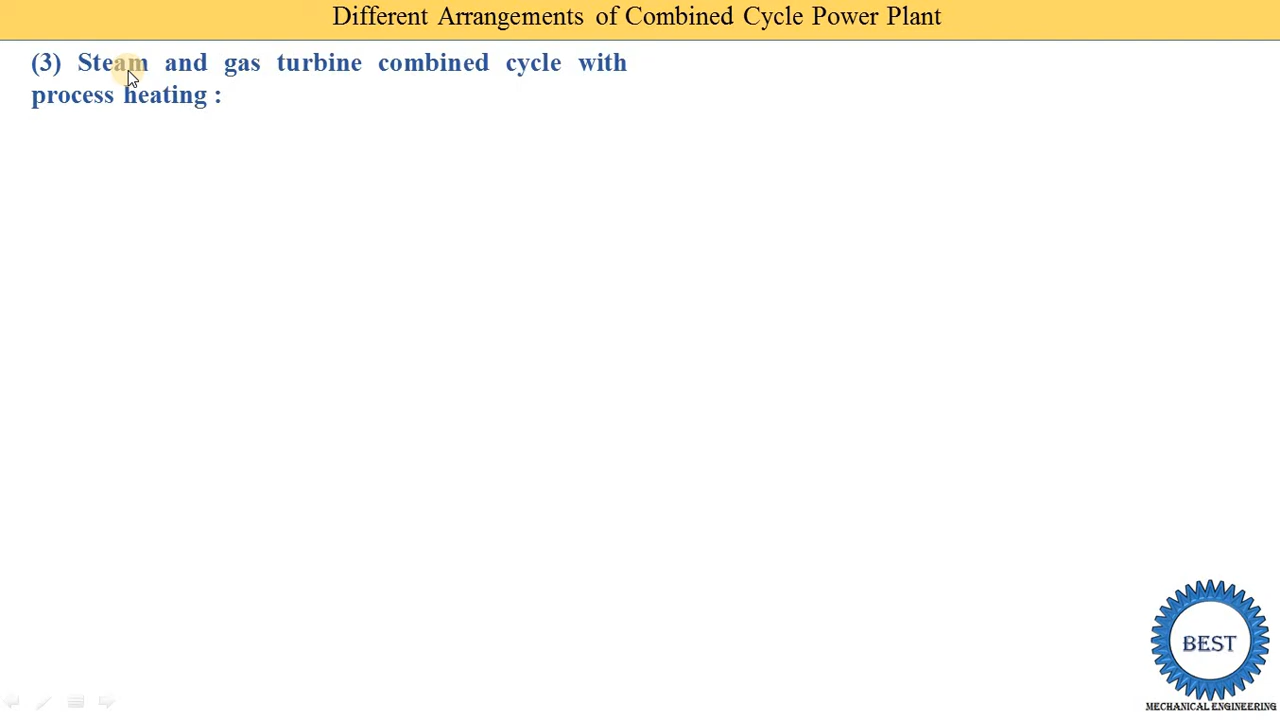 Different Arrangements of Combined Cycle Power Plant
(3) Steam and gas turbine combined cycle with
process heating :
BEST
MECHANICAL ENGINEERING